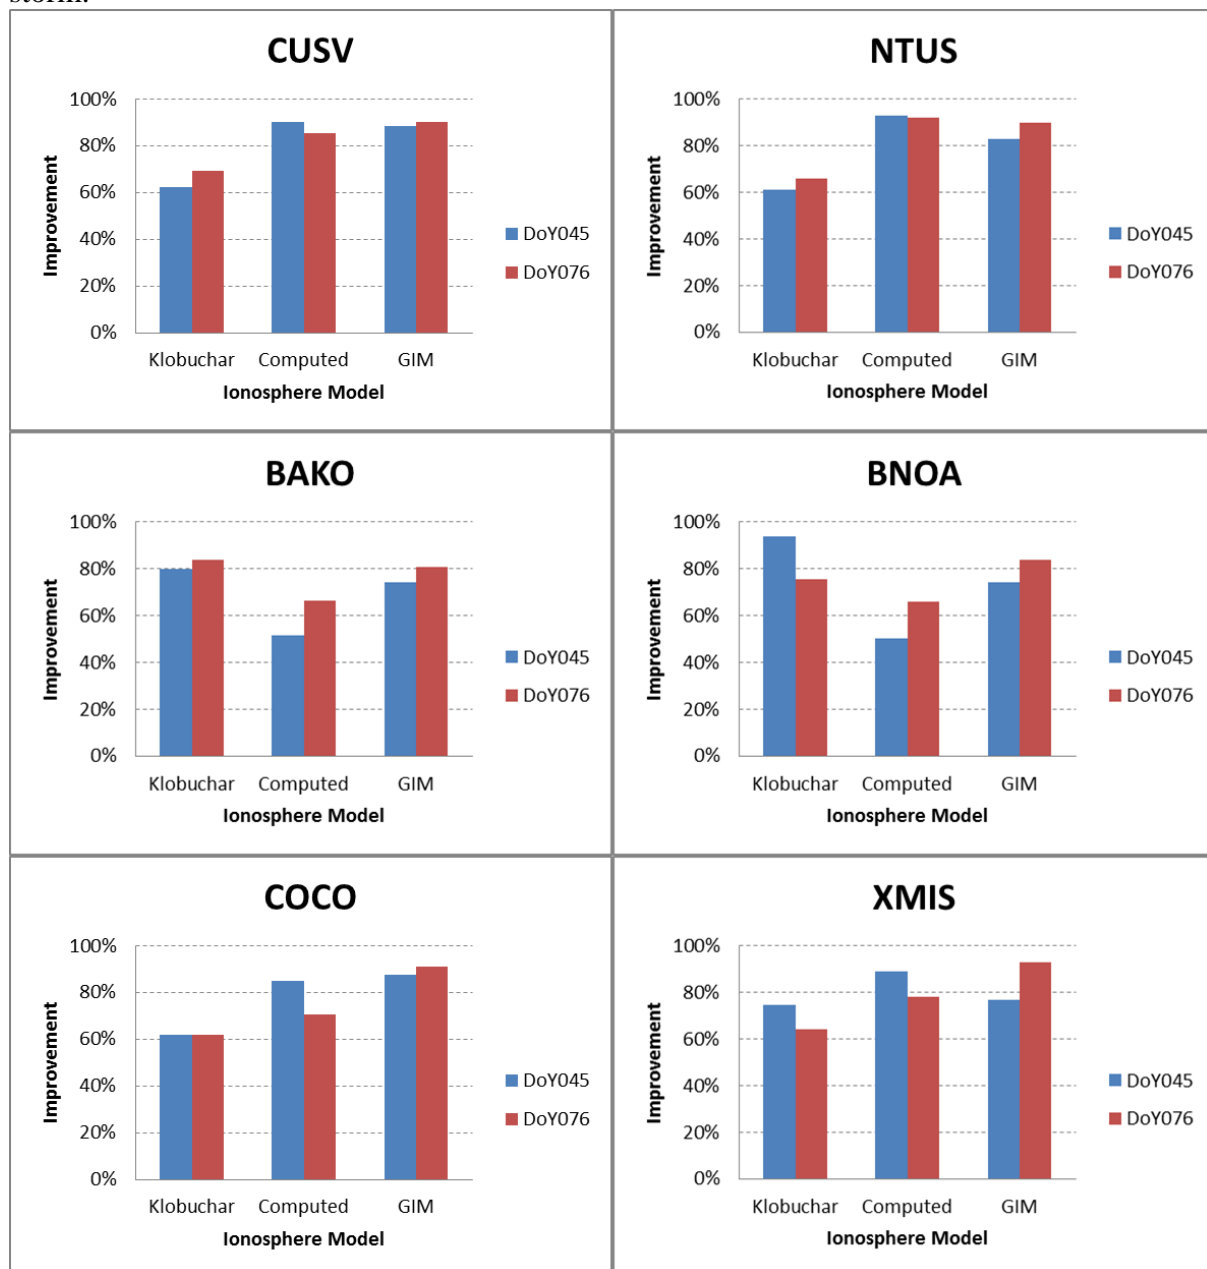 storm.
CUSV
100%
80%
60%
40%
20%
0%
Improvement
Klobuchar Computed GIM
Ionosphere Model
DoY045
DoY076
NTUS
100%
80%
60%
40%
20%
0%
Improvement
Klobuchar Computed GIM
Ionosphere Model
DoY045
DoY076
BAKO
100%
80%
60%
40%
20%
0%
Improvement
Klobuchar Computed GIM
Ionosphere Model
DoY045
DoY076
BNOA
100%
80%
60%
40%
20%
0%
Improvement
Klobuchar Computed GIM
Ionosphere Model
DoY045
DoY076
COCO
100%
80%
60%
40%
20%
0%
Improvement
Klobuchar Computed GIM
Ionosphere Model
DoY045
DoY076
XMIS
100%
80%
60%
40%
20%
0%
Improvement
Klobuchar Computed GIM
Ionosphere Model
DoY045
DoY076